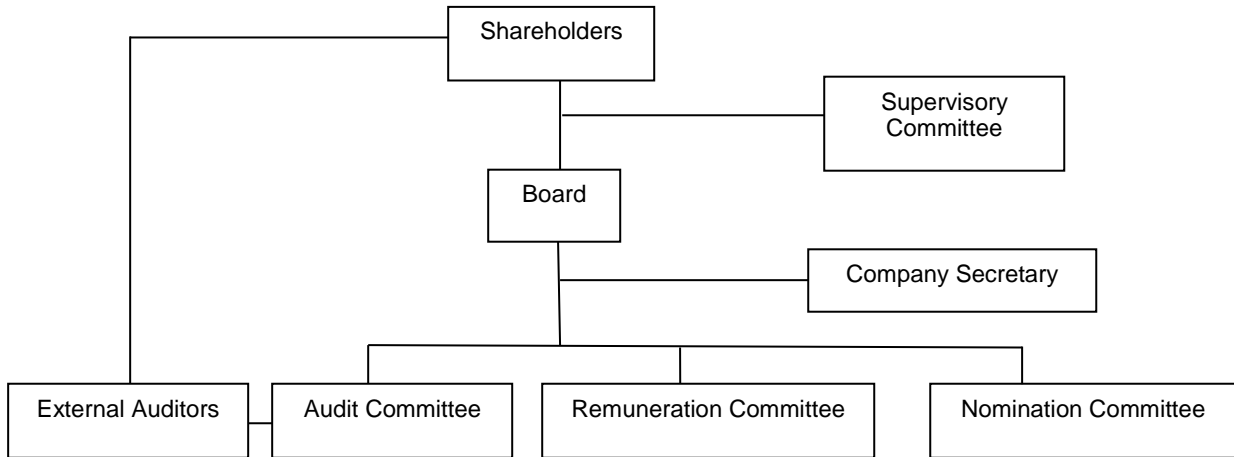 Shareholders
Supervisory
Committee
Board
Company Secretary
External Auditors
Audit Committee
Remuneration Committee
Nomination Committee